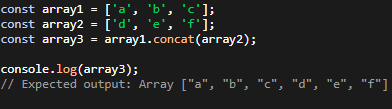 const array1 = ['a', 'b', 'c'];
const array2 = ['d', 'e', 'f'];
const array3 = array1.concat(array2);
console.log(array3);
// Expected output: Array ["a", "b", "c", "d", "e", "f"]